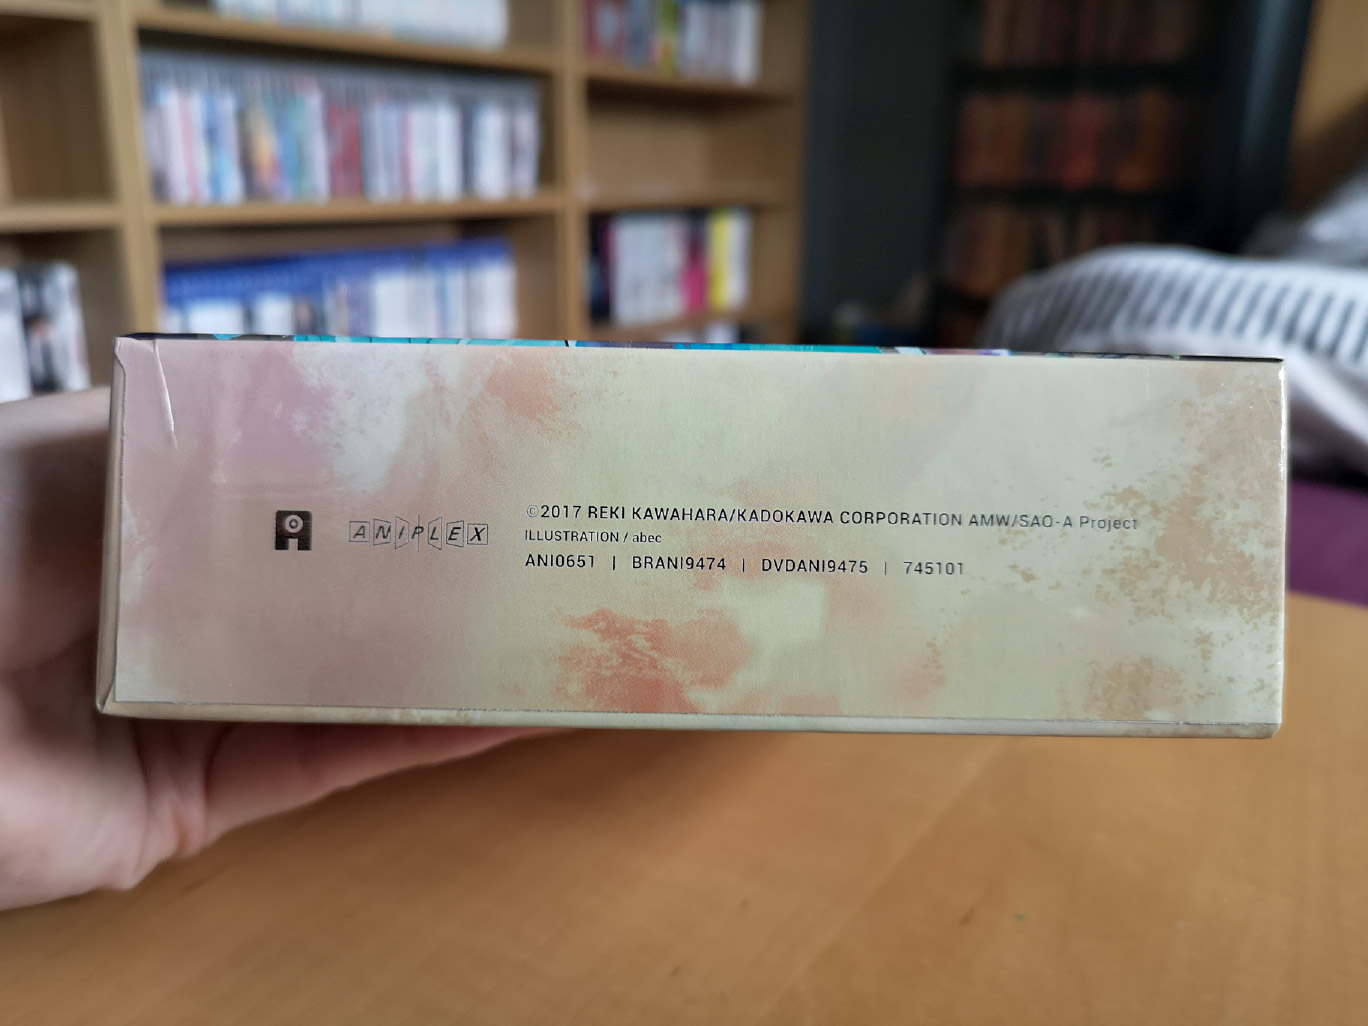 ANIPLEX
©2017 REKI KAWAHARA/KADOKAWA CORPORATION AMW/SAO-A Project
ILLUSTRATION / abec
ANI0651 | BRANI9474 | DVDANI9475 | 745101